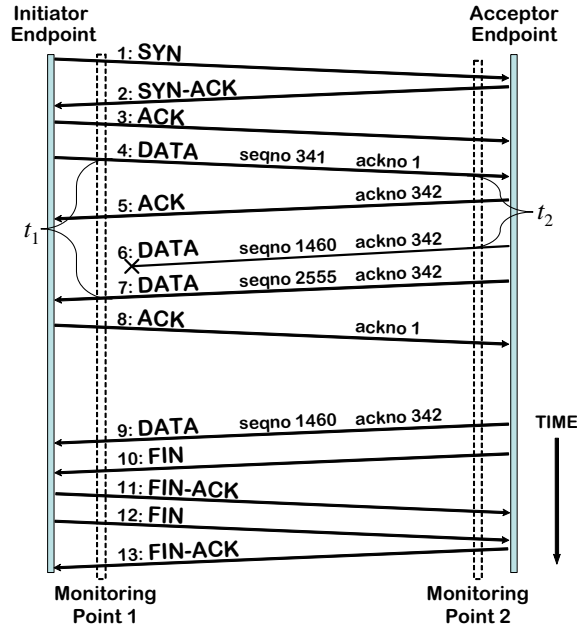 Initiator
Endpoint
Acceptor
Endpoint
1: SYN
2: SYN-ACK
3: ACK
4: DATA seqno 341 ackno 1
5: ACK ackno 342
t1
t2
6: DATA seqno 1460 ackno 342
7: DATA seqno 2555 ackno 342
8: ACK ackno 1
9: DATA seqno 1460 ackno 342
TIME
10: FIN
11: FIN-ACK
12: FIN
13: FIN-ACK
Monitoring
Point 1
Monitoring
Point 2